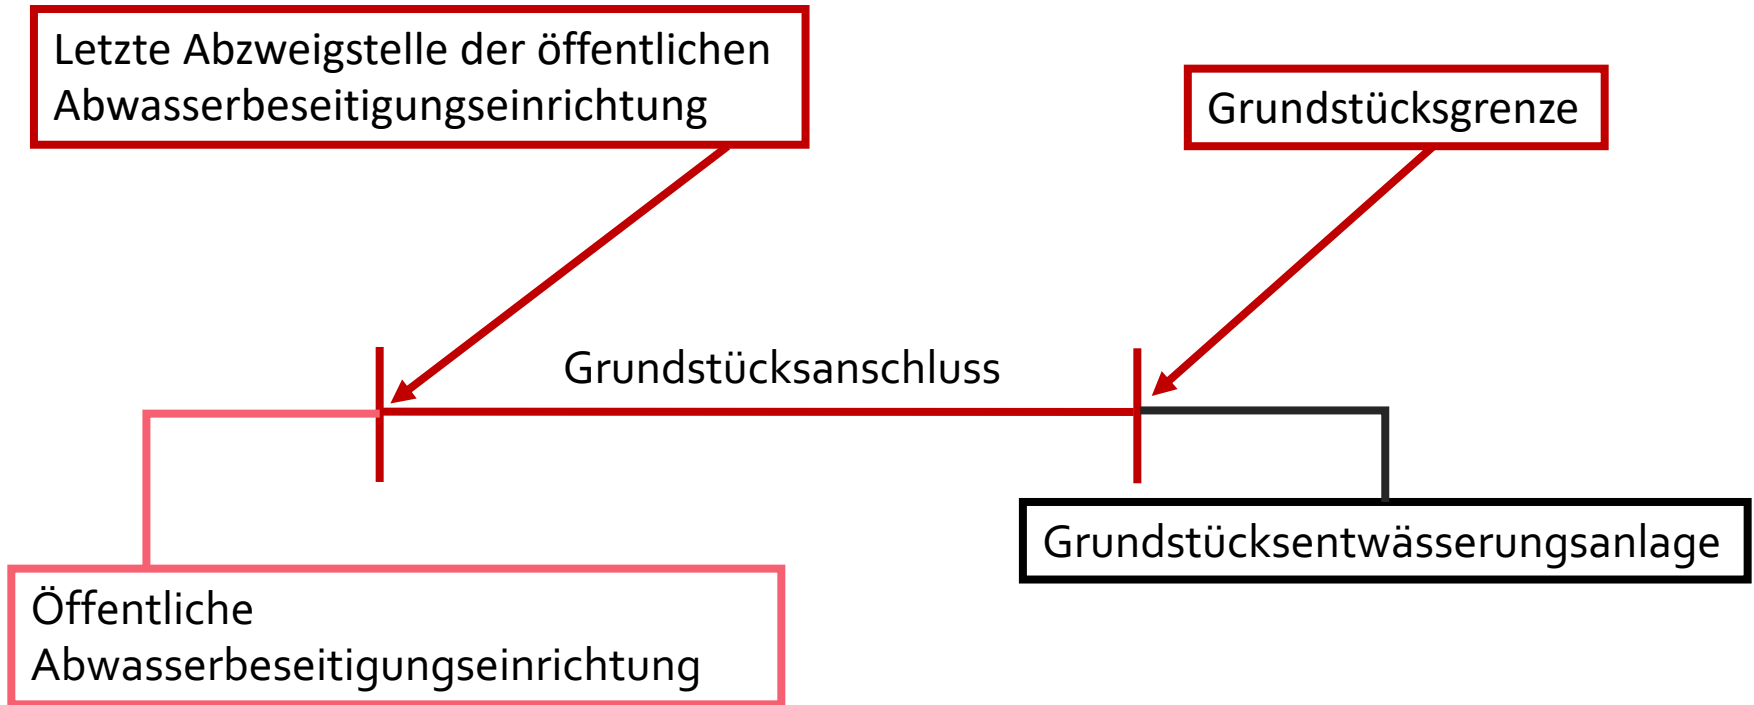 Letzte Abzweigstelle der öffentlichen
Abwasserbeseitigungseinrichtung
Grundstücksgrenze
Grundstücksanschluss
Grundstücksentwässerungsanlage
Öffentliche
Abwasserbeseitigungseinrichtung